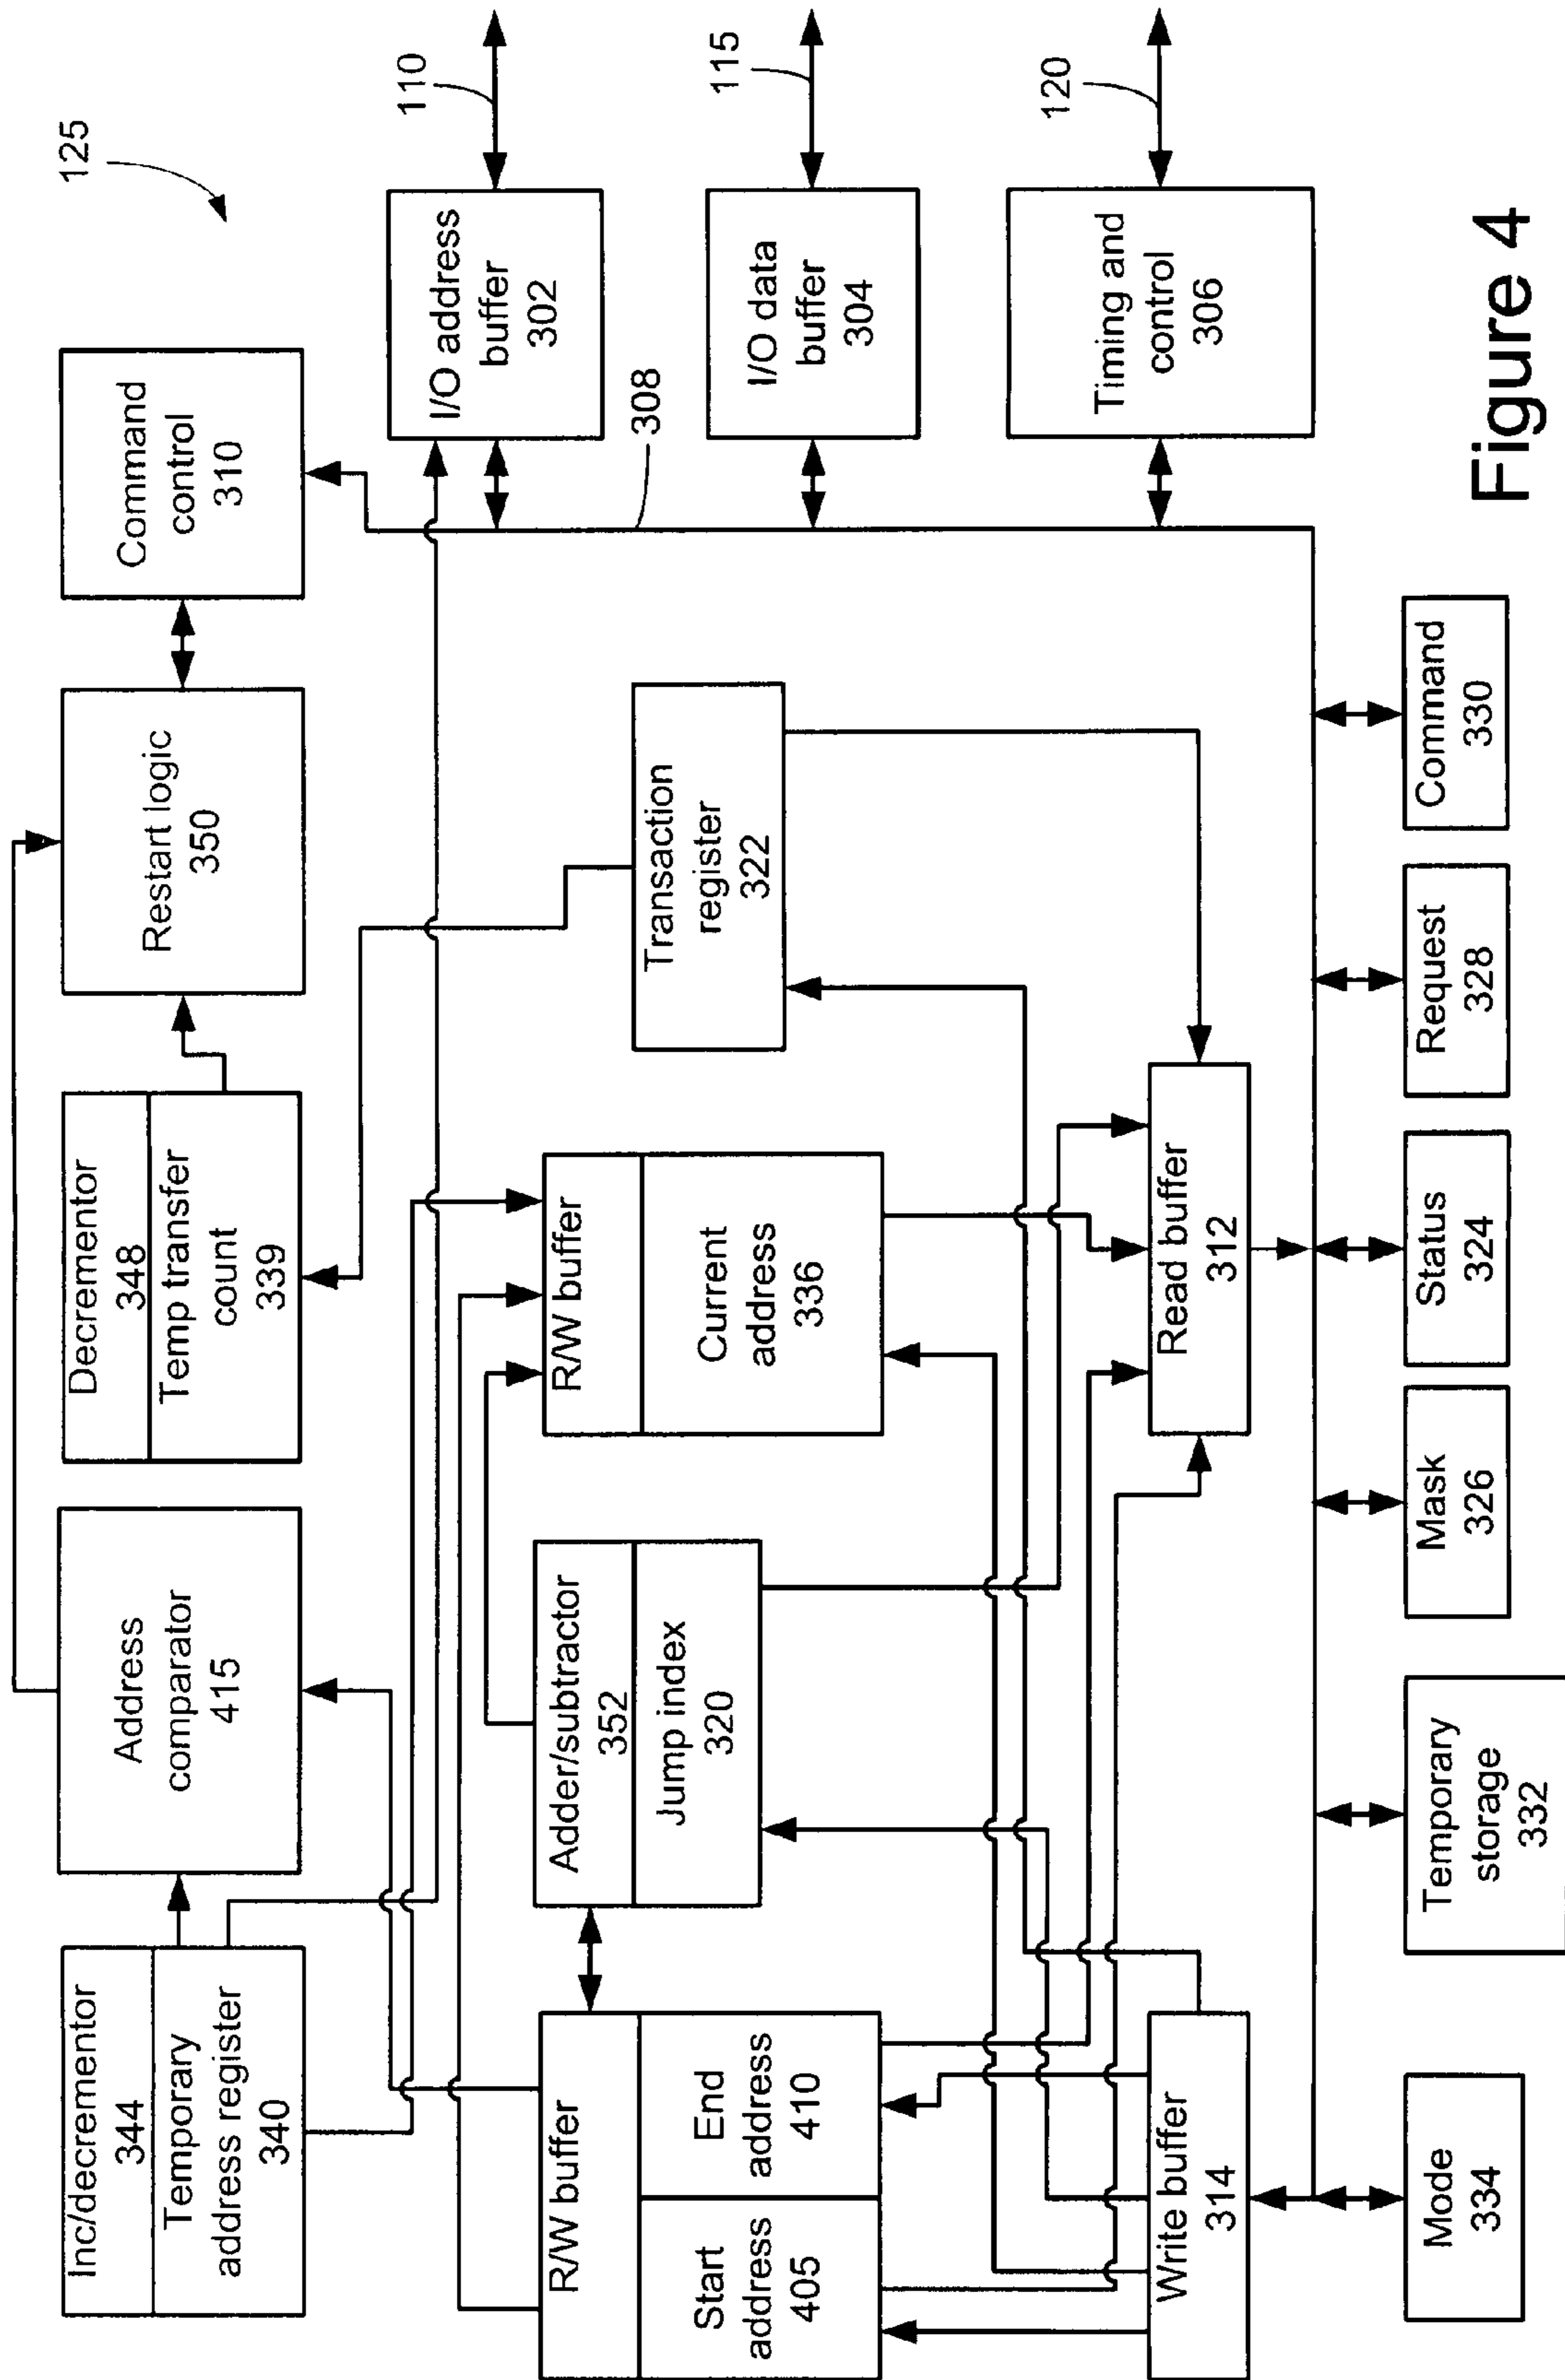 125
Inc/decrementor
344
Temporary
address register
340
Address
comparator
415
Decrementor
348
Temp transfer
count
339
Restart logic
350
Command
control
310
110
I/O address
buffer
302
R/W buffer
Start
address
405
End
address
410
Adder/subtractor
352
Jump index
320
R/W buffer
Current
address
336
Transaction
register
322
308
115
I/O data
buffer
304
120
Timing and
control
306
Write buffer
314
Read buffer
312
Mode
334
Temporary
storage
332
Mask
326
Status
324
Request
328
Command
330
Figure 4